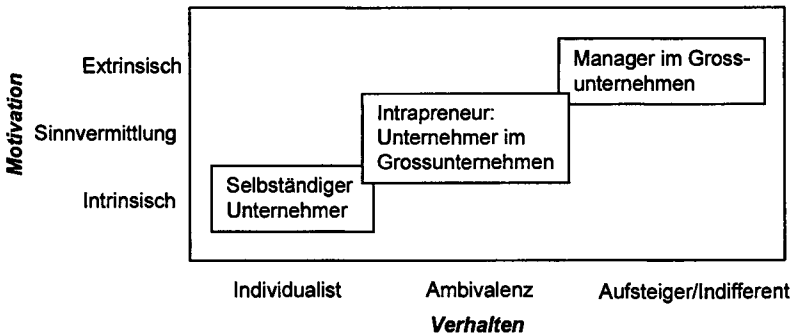 Motivation
Extrinsisch
Sinnvermittlung
Intrinsisch
Manager im Gross-
unternehmen
Intrapreneur:
Unternehmer im
Grossunternehmen
Selbständiger
Unternehmer
Individualist
Ambivalenz
Aufsteiger/Indifferent
Verhalten